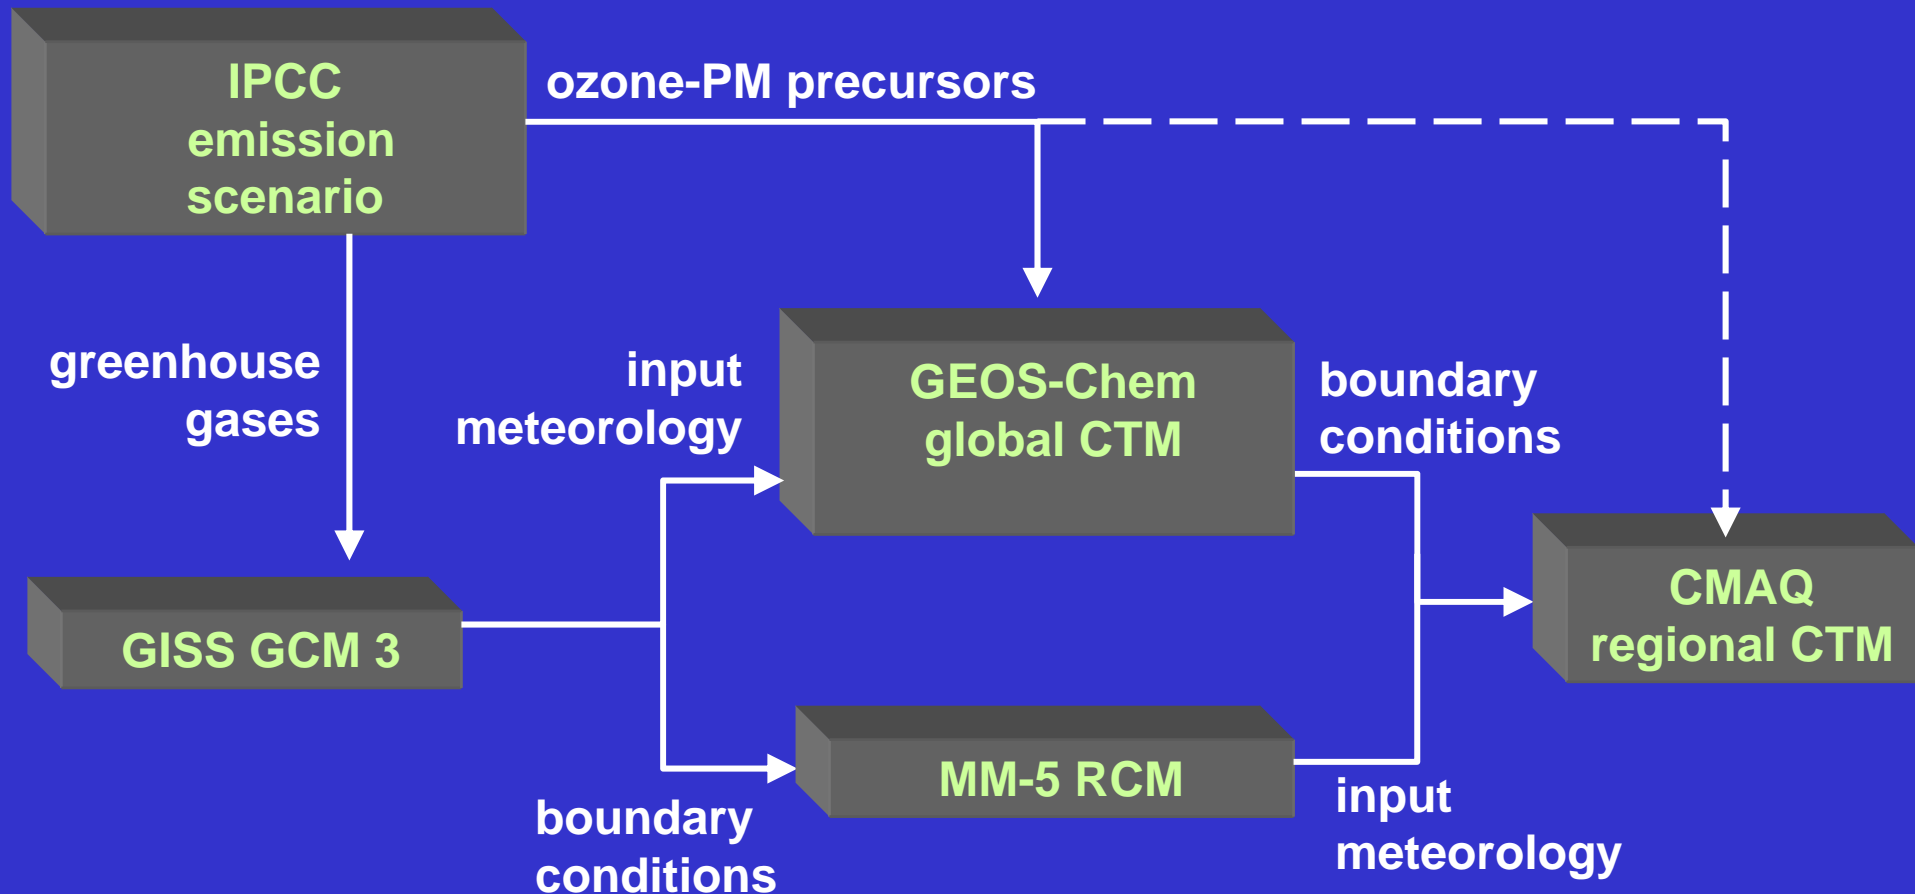 IPCC
emission
scenario
ozone-PM precursors
greenhouse
gases
input
meteorology
GEOS-Chem
global CTM
boundary
conditions
GISS GCM 3
CMAQ
regional CTM
MM-5 RCM
boundary
conditions
input
meteorology